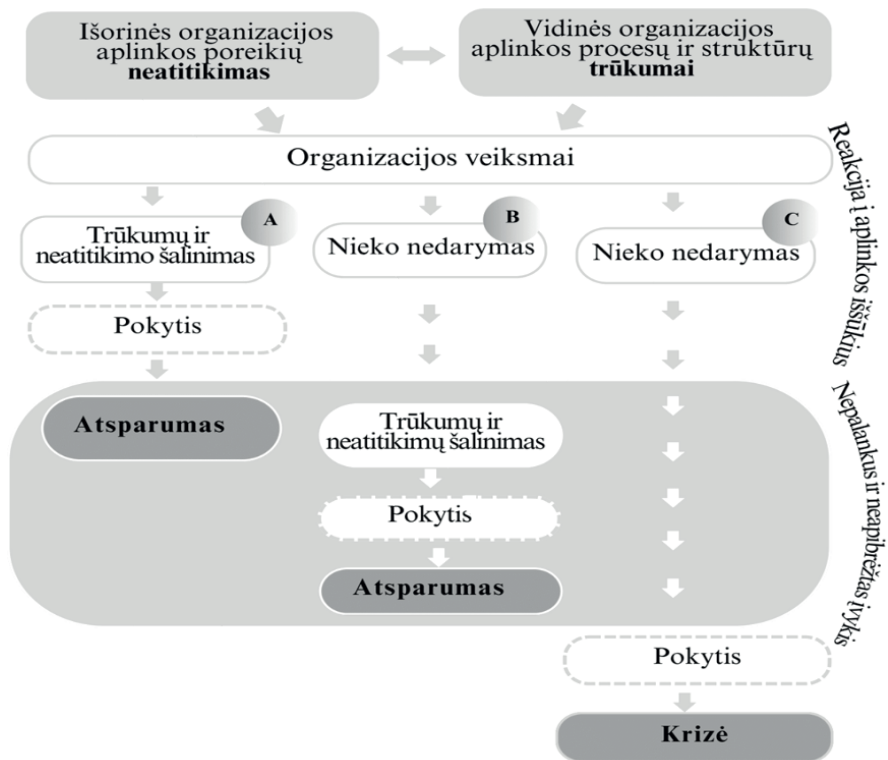 Išorinės organizacijos
aplinkos poreikių
neatitikimas
Vidinės organizacijos
aplinkos procesų ir struktūrų
trūkumai
Organizacijos veiksmai
A
Trūkumų ir
neatitikimo šalinimas
B
Nieko nedarymas
C
Nieko nedarymas
Pokytis
Reakcija į aplinkos iššūkius
Atsparumas
Trūkumų ir
neatitikimų šalinimas
Pokytis
Atsparumas
Nepalankus ir neapibrėžtas įvykis
Pokytis
Krizė